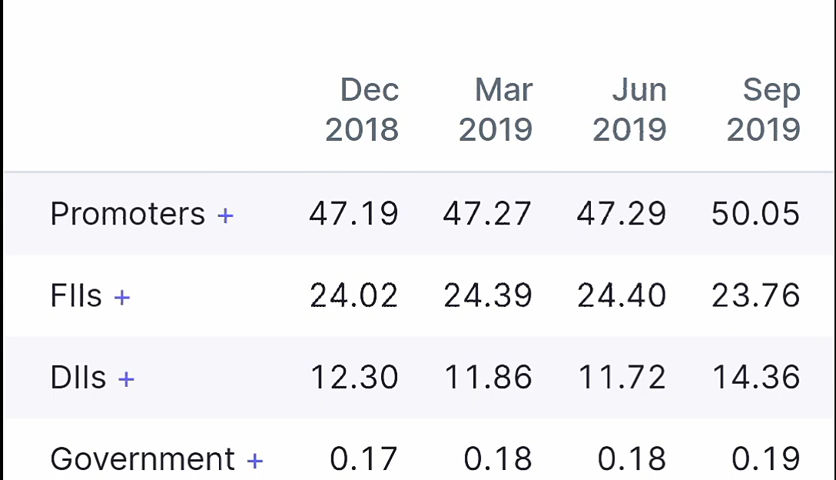 Dec Mar Jun Sep
2018 2019 2019 2019
Promoters + 47.19 47.27 47.29 50.05
FIIs + 24.02 24.39 24.40 23.76
DIIs + 12.30 11.86 11.72 14.36
Government + 0.17 0.18 0.18 0.19